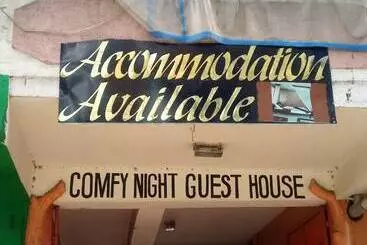 Accommodation
Available
COMFY NIGHT GUEST HOUSE